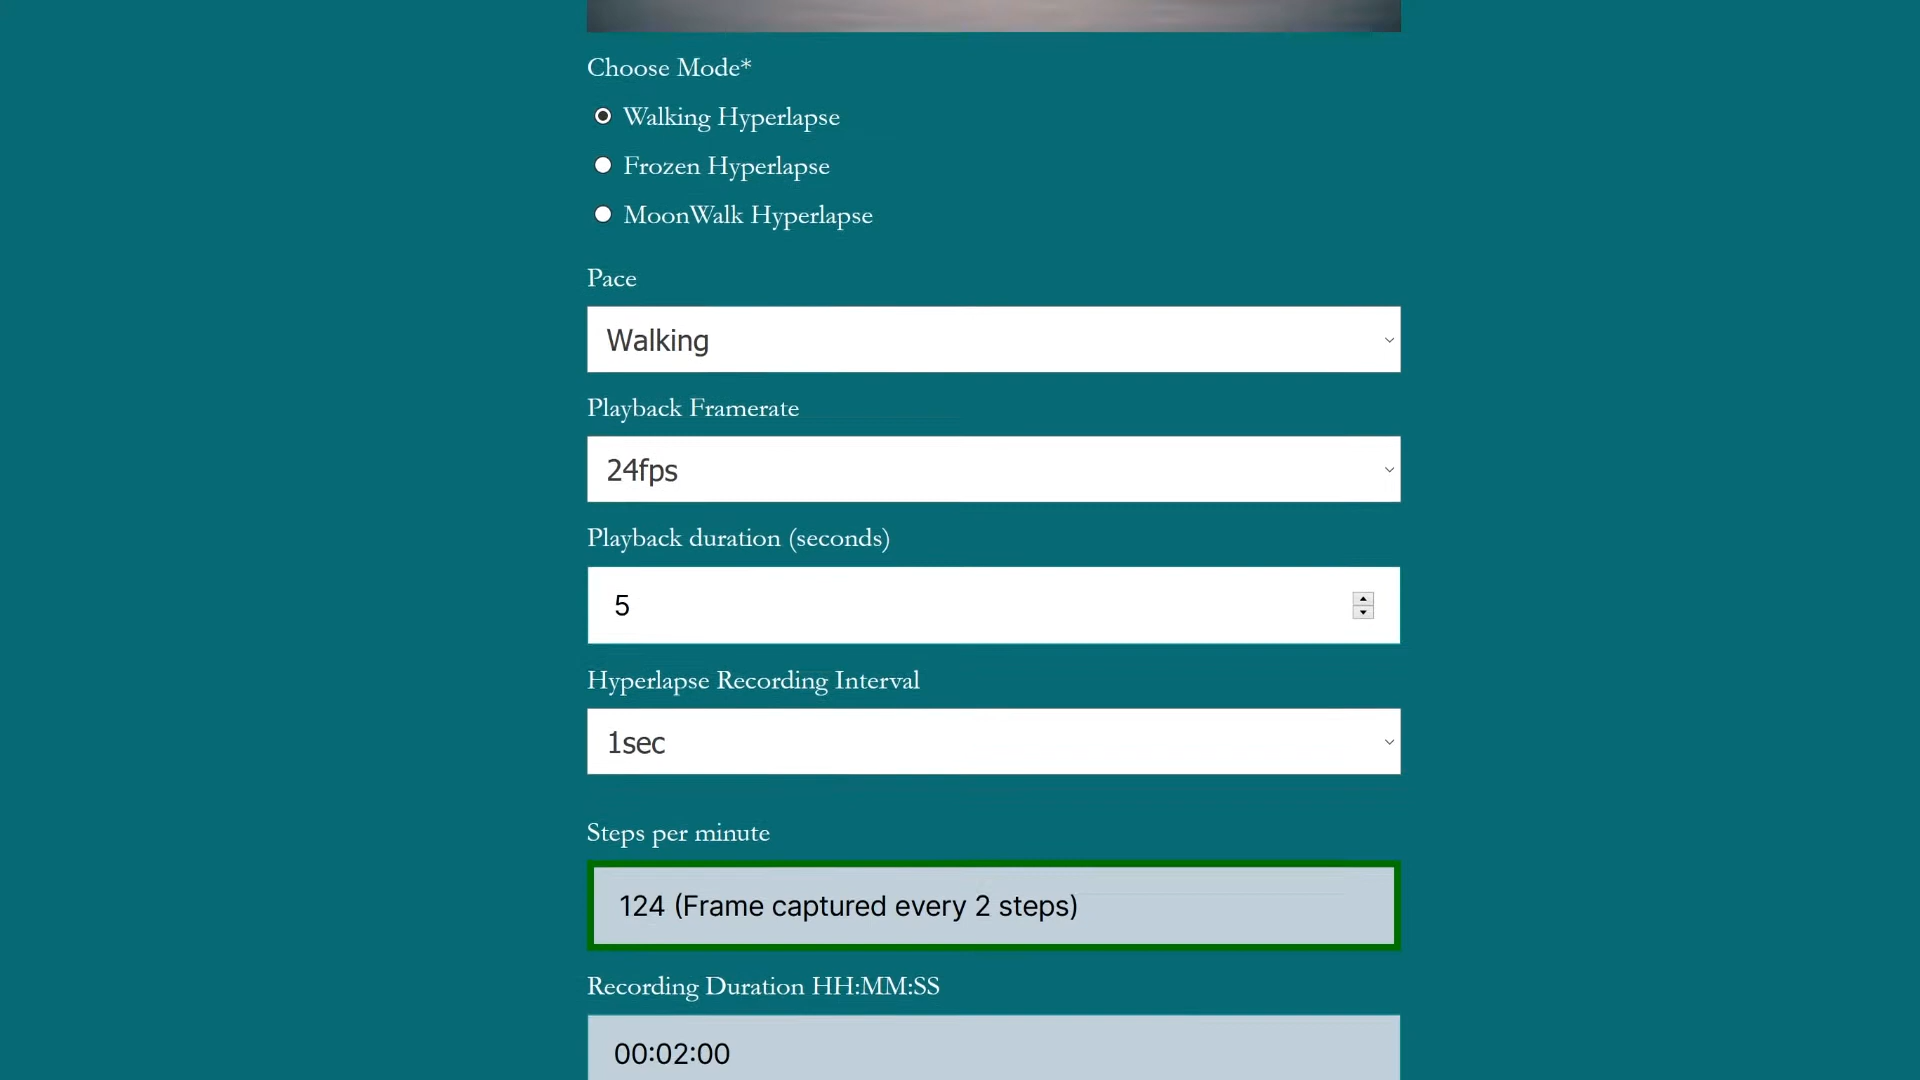 Choose Mode*
Walking Hyperlapse
Frozen Hyperlapse
MoonWalk Hyperlapse
Pace
Walking
Playback Framerate
24fps
Playback duration (seconds)
5
Hyperlapse Recording Interval
1sec
Steps per minute
124 (Frame captured every 2 steps)
Recording Duration HH:MM:SS
00:02:00